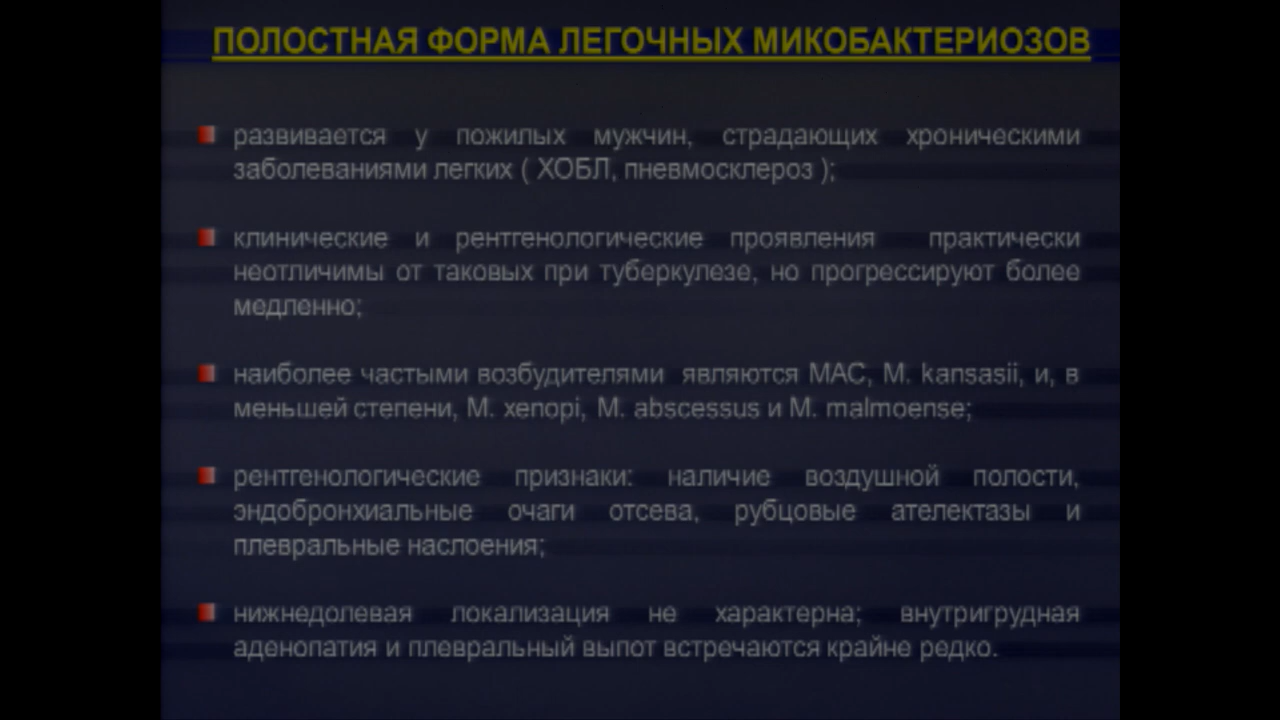 ПОЛОСТНАЯ ФОРМА ЛЕГОЧНЫХ МИКОБАКТЕРИОЗОВ
развивается у пожилых мужчин, страдающих хроническими
заболеваниями легких ( ХОБЛ, пневмосклероз );
клинические и рентгенологические проявления практически
неотличимы от таковых при туберкулезе, но прогрессируют более
медленно;
наиболее частыми возбудителями являются МАС, M. kansasii, и, в
меньшей степени, M. xenopi, M. abscessus и M. malmoense;
рентгенологические признаки: наличие воздушной полости,
эндобронхиальные очаги отсева, рубцовые ателектазы и
плевральные наслоения;
нижнедолевая локализация не характерна; внутригрудная
аденопатия и плевральный выпот встречаются крайне редко.